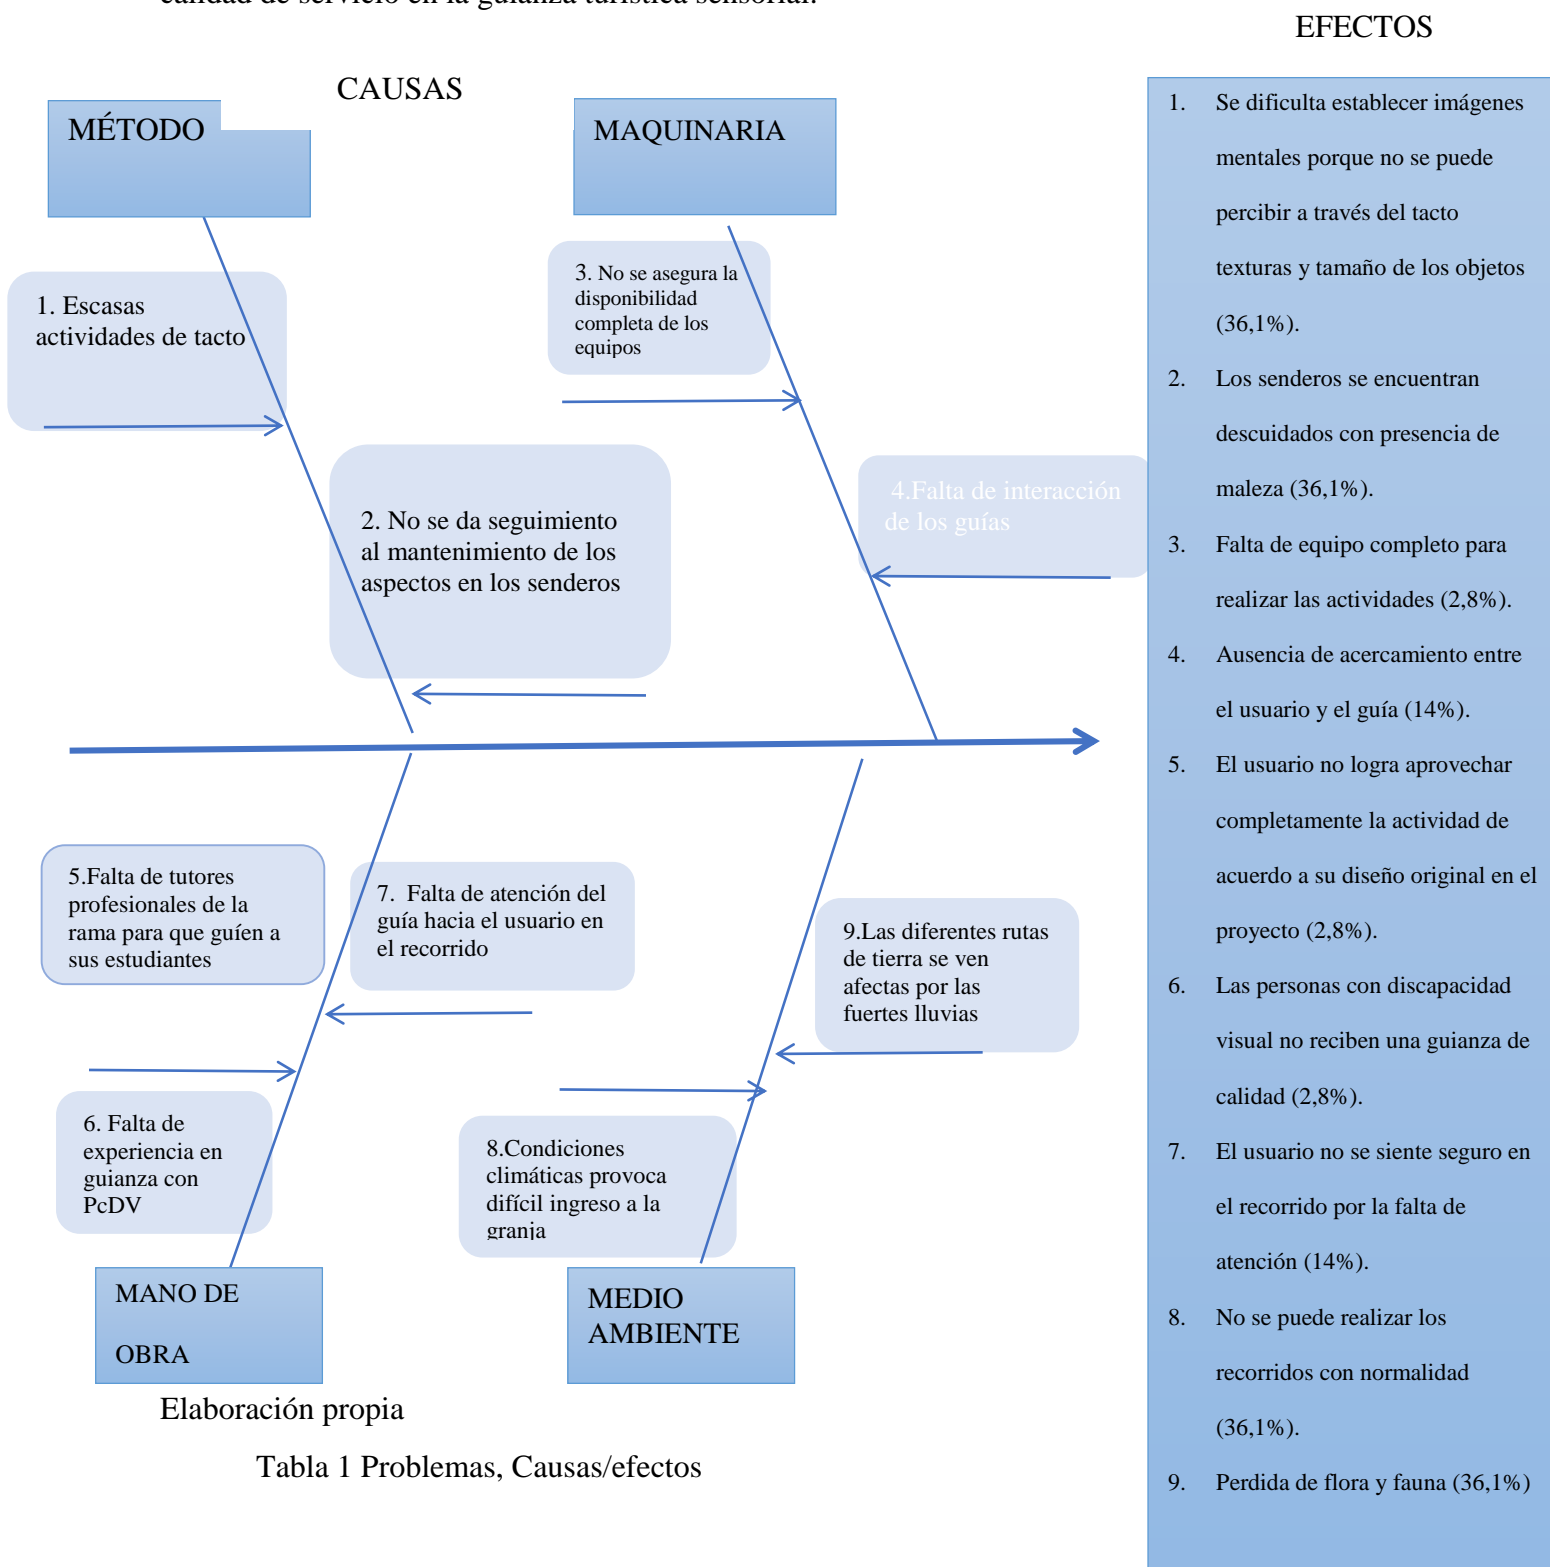 calidad de servicio en la guianza turística sensorial.
EFECTOS
CAUSAS
MÉTODO
MAQUINARIA
1. Escasas
actividades de tacto
3. No se asegura la
disponibilidad
completa de los
equipos
2. No se da seguimiento
al mantenimiento de los
aspectos en los senderos
4.Falta de interacción
de los guías
5.Falta de tutores
profesionales de la
rama para que guíen a
sus estudiantes
7. Falta de atención del
guía hacia el usuario en
el recorrido
9.Las diferentes rutas
de tierra se ven
afectas por las
fuertes lluvias
6. Falta de
experiencia en
guianza con
PcDV
8.Condiciones
climáticas provoca
difícil ingreso a la
granja
MANO DE
OBRA
MEDIO
AMBIENTE
1. Se dificulta establecer imágenes
mentales porque no se puede
percibir a través del tacto
texturas y tamaño de los objetos
(36,1%).
2. Los senderos se encuentran
descuidados con presencia de
maleza (36,1%).
3. Falta de equipo completo para
realizar las actividades (2,8%).
4. Ausencia de acercamiento entre
el usuario y el guía (14%).
5. El usuario no logra aprovechar
completamente la actividad de
acuerdo a su diseño original en el
proyecto (2,8%).
6. Las personas con discapacidad
visual no reciben una guianza de
calidad (2,8%).
7. El usuario no se siente seguro en
el recorrido por la falta de
atención (14%).
8. No se puede realizar los
recorridos con normalidad
(36,1%).
9. Perdida de flora y fauna (36,1%)
Elaboración propia
Tabla 1 Problemas, Causas/efectos